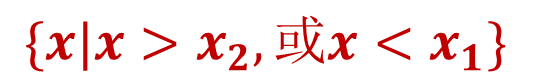 {x|x > x₂, 或x < x₁}